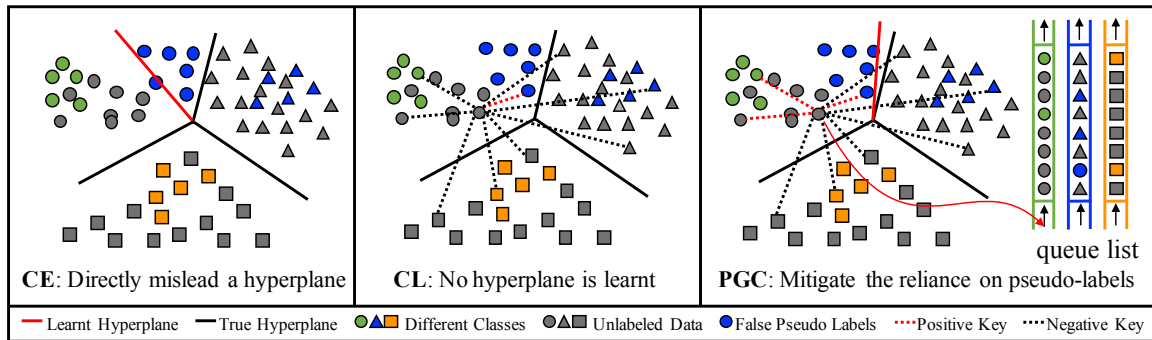 queue list
CE: Directly mislead a hyperplane
CL: No hyperplane is learnt
PGC: Mitigate the reliance on pseudo-labels
Learnt Hyperplane
True Hyperplane
Different Classes
Unlabeled Data
False Pseudo Labels
Positive Key
Negative Key